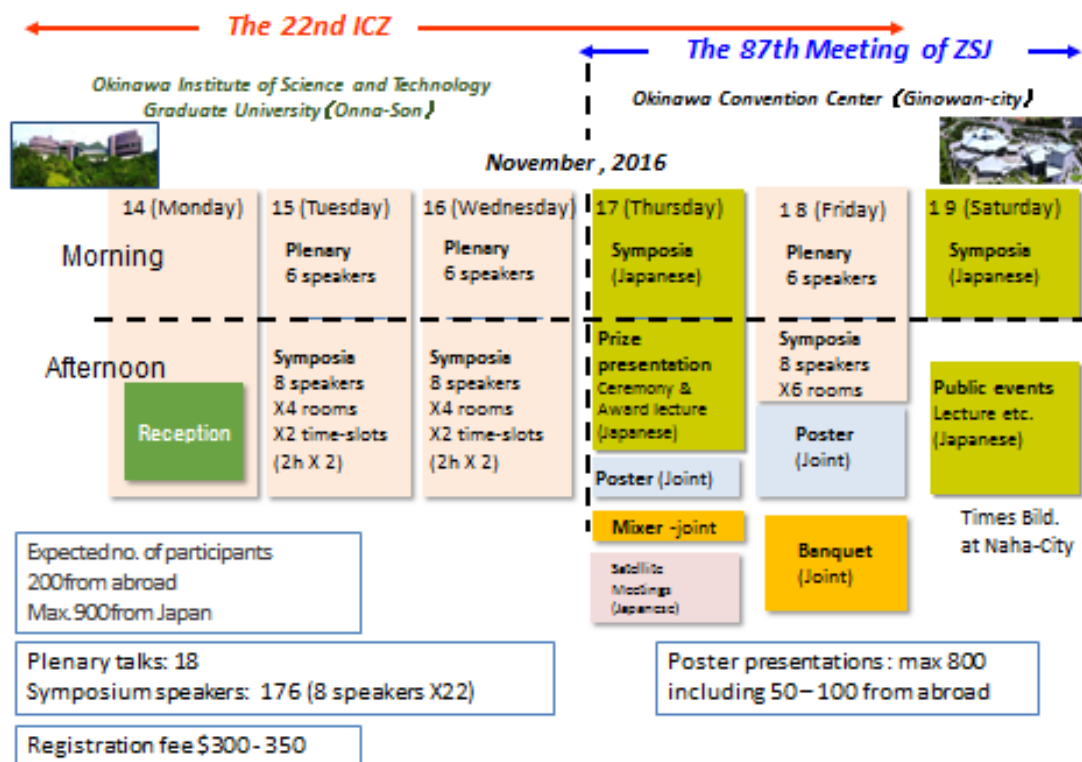 The 22nd ICZ
The 87th Meeting of ZSJ
Okinawa Institute of Science and Technology
Graduate University (Onna-Son)
Okinawa Convention Center (Ginowan-city)
November , 2016
14 (Monday)
15 (Tuesday)
16 (Wednesday)
17 (Thursday)
1 8 (Friday)
1 9 (Saturday)
Morning
Plenary
6 speakers
Plenary
6 speakers
Symposia
(Japanese)
Plenary
6 speakers
Symposia
(Japanese)
Afternoon
Reception
Symposia
8 speakers
X4 rooms
X2 time-slots
(2h X 2)
Symposia
8 speakers
X4 rooms
X2 time-slots
(2h X 2)
Prize
presentation
Ceremony &
Award lecture
(Japanese)
Symposia
8 speakers
X6 rooms
Public events
Lecture etc.
(Japanese)
Poster (Joint)
Poster
(Joint)
Mixer -joint
Satellite
Meetings
(Japanese)
Banquet
(Joint)
Times Bild.
at Naha-City
Expected no. of participants
200from abroad
Max. 900from Japan
Plenary talks: 18
Symposium speakers: 176 (8 speakers X22)
Poster presentations : max 800
including 50 – 100 from abroad
Registration fee $300 - 350